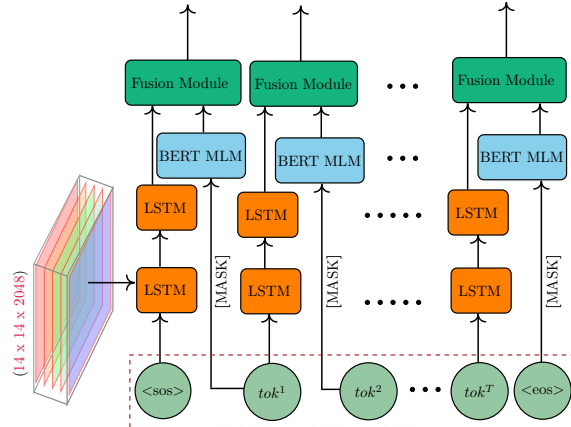 Fusion Module Fusion Module Fusion Module
BERT MLM BERT MLM BERT MLM
LSTM LSTM LSTM
[MASK] [MASK] [MASK]
(14 x 14 x 2048)
LSTM LSTM LSTM
<sos> tok¹ tok² tokᵀ <eos>